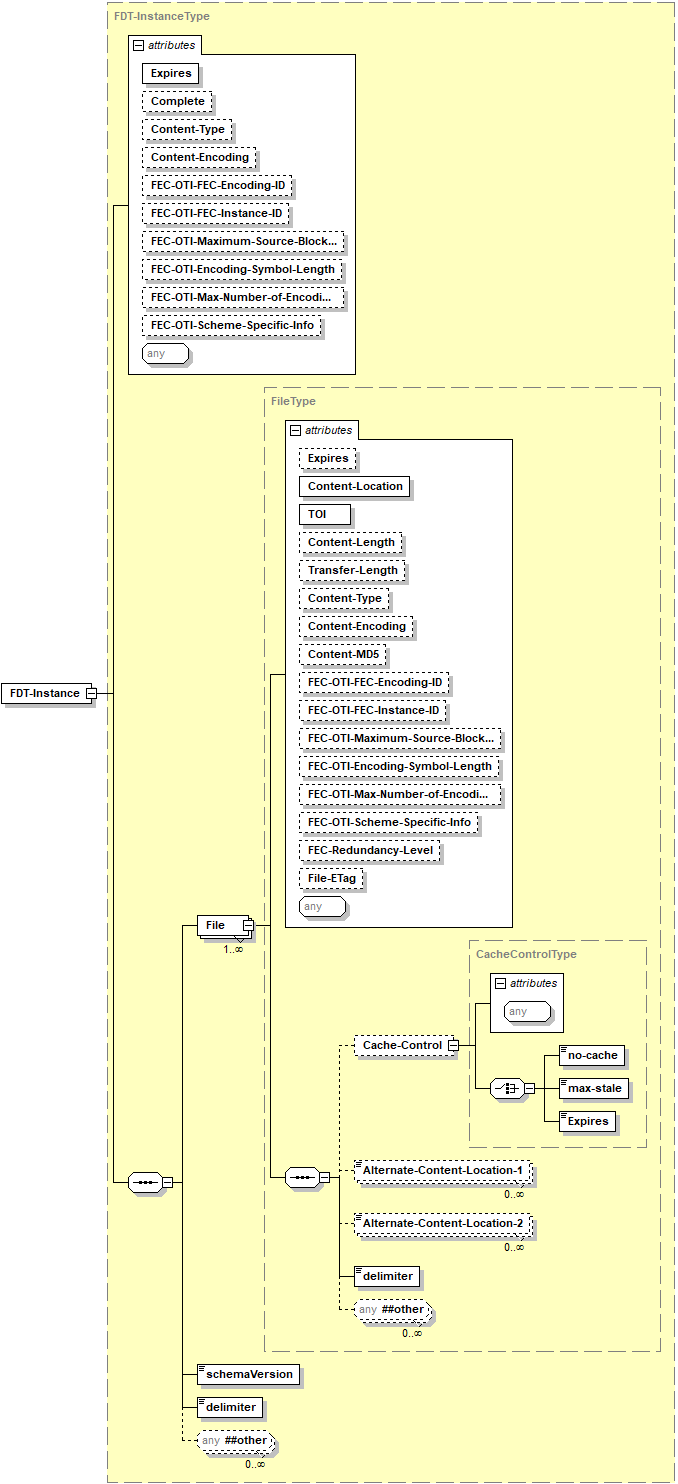 FDT-InstanceType
attributes
Expires
Complete
Content-Type
Content-Encoding
FEC-OTI-FEC-Encoding-ID
FEC-OTI-FEC-Instance-ID
FEC-OTI-Maximum-Source-Block...
FEC-OTI-Encoding-Symbol-Length
FEC-OTI-Max-Number-of-Encodi...
FEC-OTI-Scheme-Specific-Info
any
FileType
attributes
Expires
Content-Location
TOI
Content-Length
Transfer-Length
Content-Type
Content-Encoding
Content-MD5
FEC-OTI-FEC-Encoding-ID
FDT-Instance
FEC-OTI-FEC-Instance-ID
FEC-OTI-Maximum-Source-Block...
FEC-OTI-Encoding-Symbol-Length
FEC-OTI-Max-Number-of-Encodi...
FEC-OTI-Scheme-Specific-Info
FEC-Redundancy-Level
File-ETag
any
File
1..∞
CacheControlType
attributes
any
Cache-Control
no-cache
max-stale
Expires
Alternate-Content-Location-1
0..∞
Alternate-Content-Location-2
0..∞
delimiter
any ##other
0..∞
schemaVersion
delimiter
any ##other
0..∞